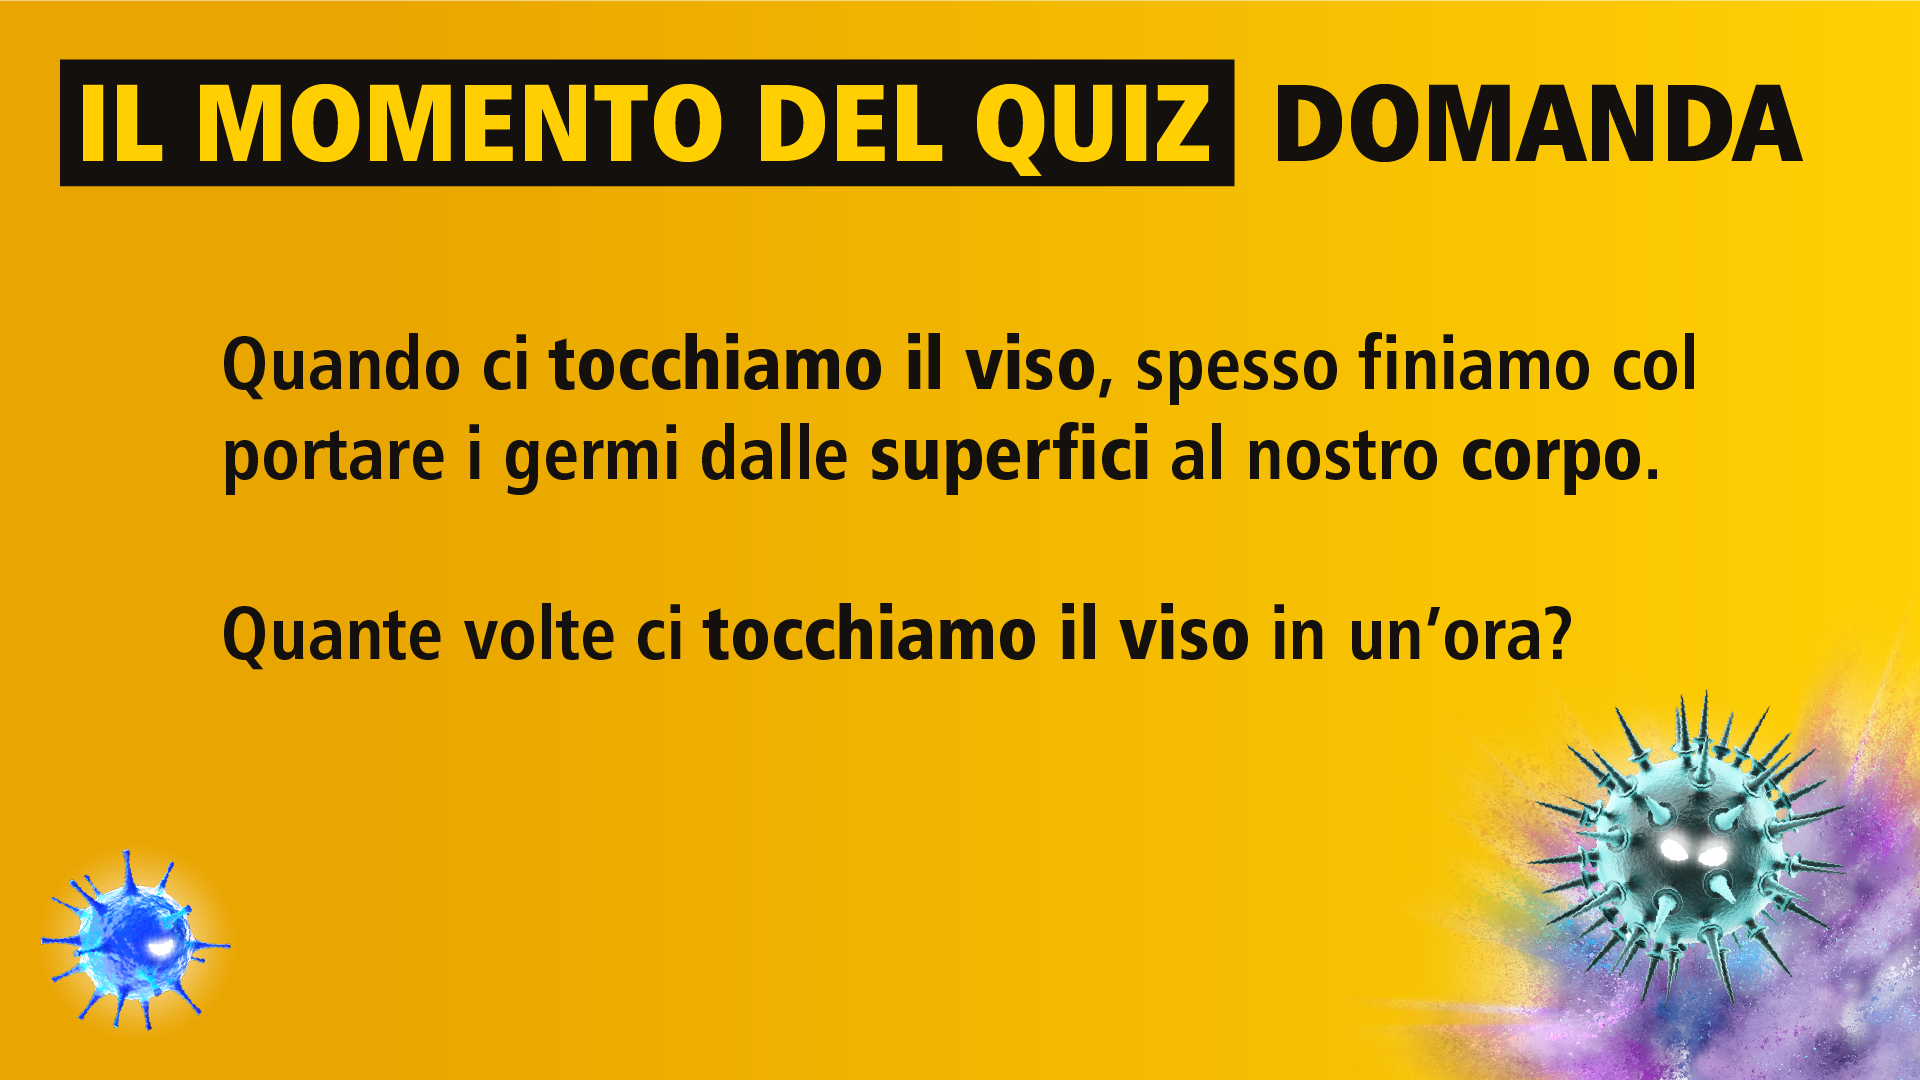 IL MOMENTO DEL QUIZ DOMANDA
Quando ci tocchiamo il viso, spesso finiamo col
portare i germi dalle superfici al nostro corpo.
Quante volte ci tocchiamo il viso in un’ora?